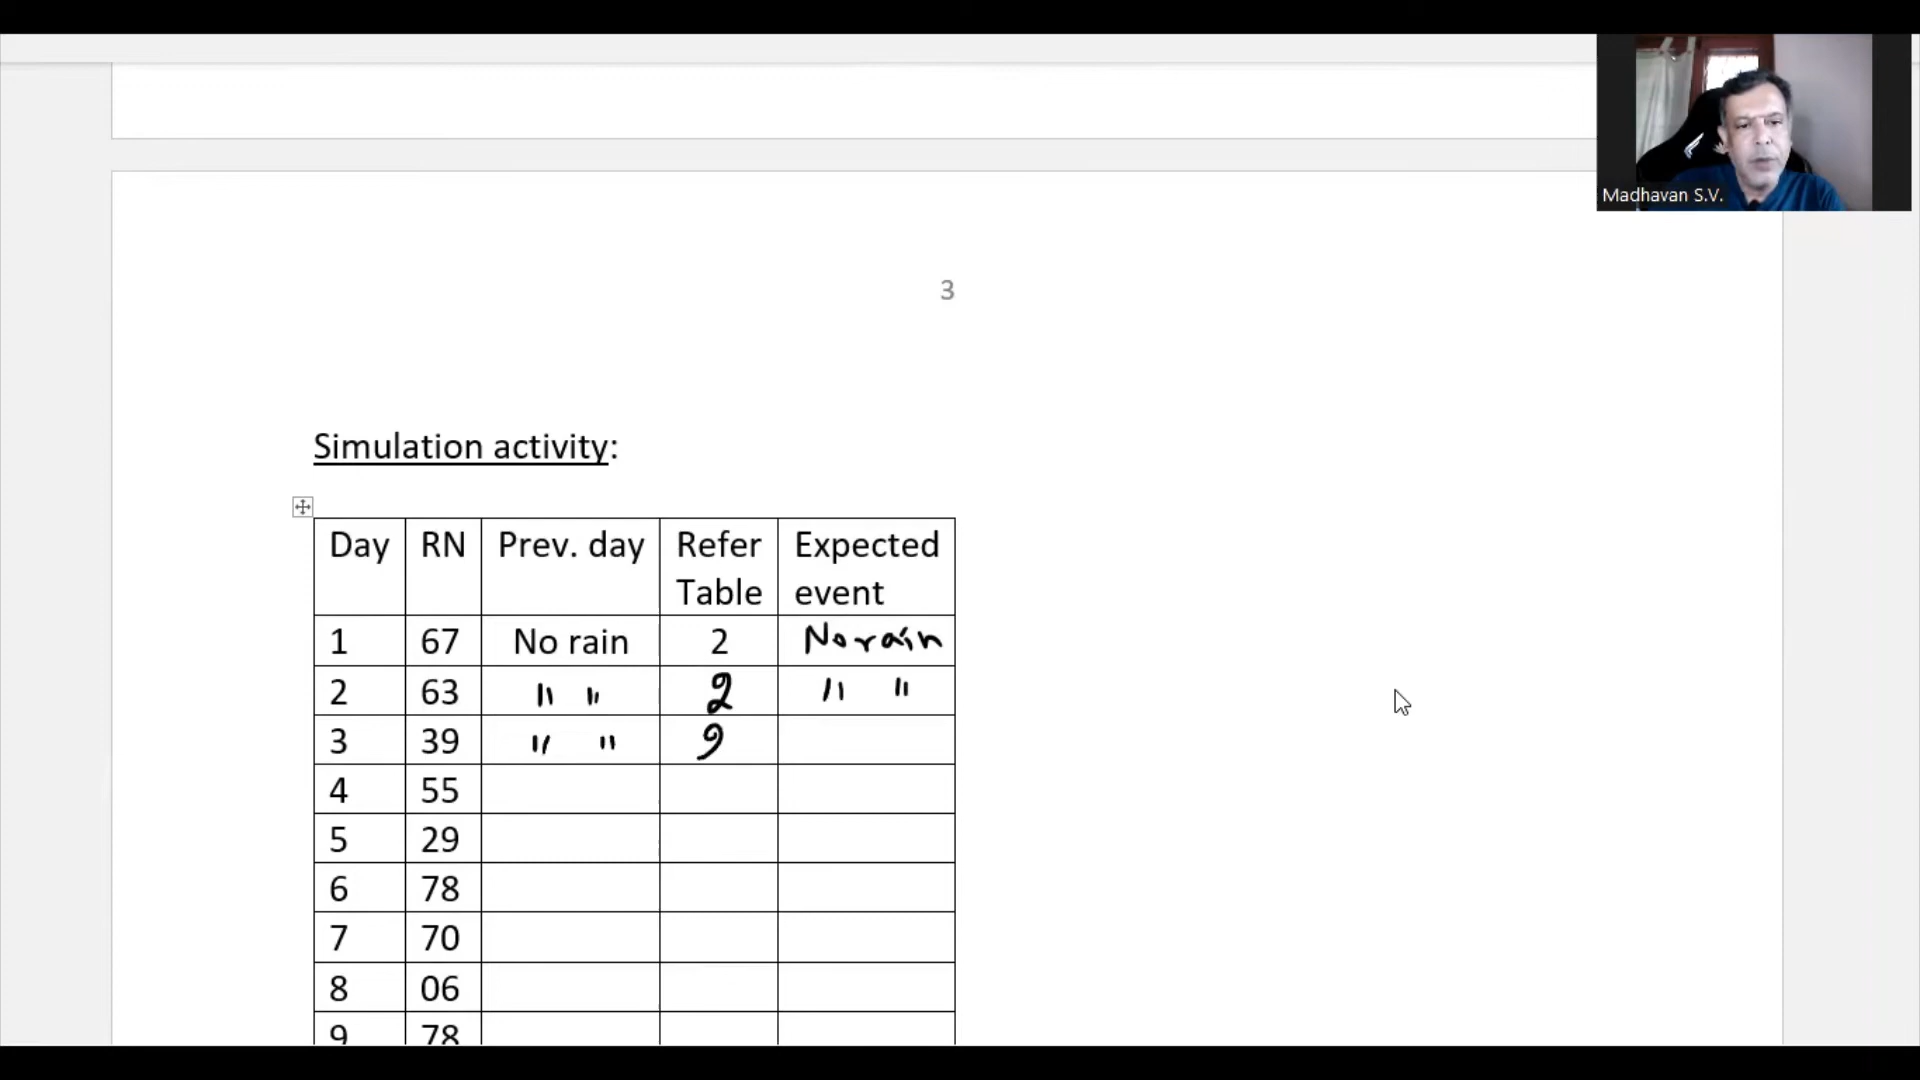 Madhavan S.V.
3
Simulation activity:
Day RN Prev. day Refer Table Expected event
1 67 No rain 2 No rain
2 63 " " 2 " "
3 39 " " 2
4 55
5 29
6 78
7 70
8 06
9 78